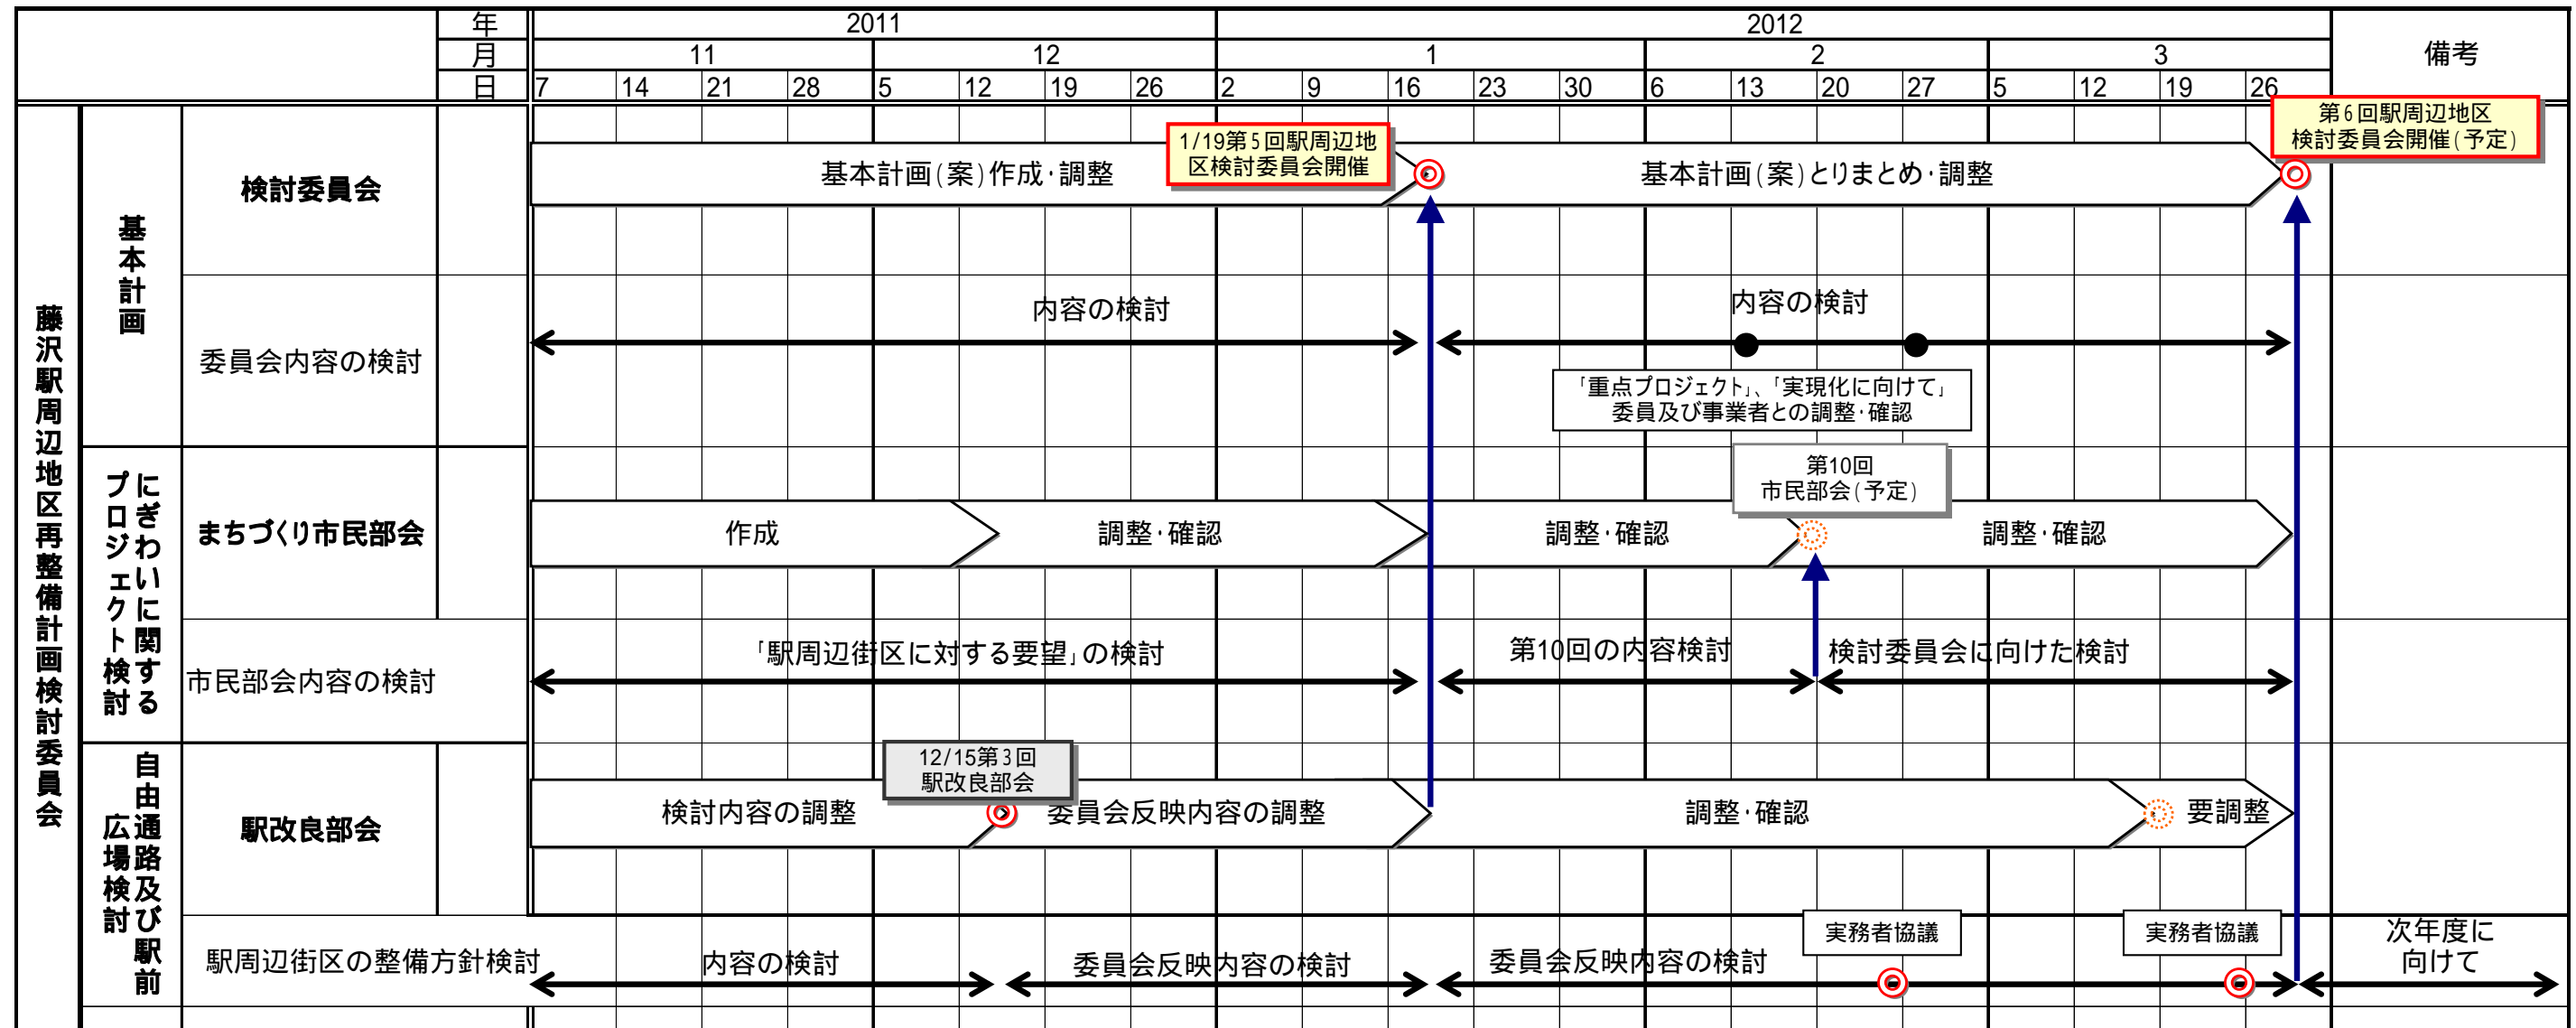 年
2011
2012
備考
月
11
12
1
2
3
日
7
14
21
28
5
12
19
26
2
9
16
23
30
6
13
20
27
5
12
19
26
藤沢駅周辺地区再整備計画検討委員会
基本計画
検討委員会
基本計画(案)作成・調整
1/19第5回駅周辺地
区検討委員会開催
基本計画(案)とりまとめ・調整
第6回駅周辺地区
検討委員会開催(予定)
委員会内容の検討
内容の検討
内容の検討
「重点プロジェクト」、「実現化に向けて」
委員及び事業者との調整・確認
にぎわいに関する
プロジェクト検討
まちづくり市民部会
作成
調整・確認
調整・確認
第10回
市民部会(予定)
調整・確認
市民部会内容の検討
「駅周辺街区に対する要望」の検討
第10回の内容検討
検討委員会に向けた検討
自由通路及び駅前
広場検討
駅改良部会
検討内容の調整
12/15第3回
駅改良部会
委員会反映内容の調整
調整・確認
要調整
駅周辺街区の整備方針検討
内容の検討
委員会反映内容の検討
委員会反映内容の検討
実務者協議
実務者協議
次年度に
向けて